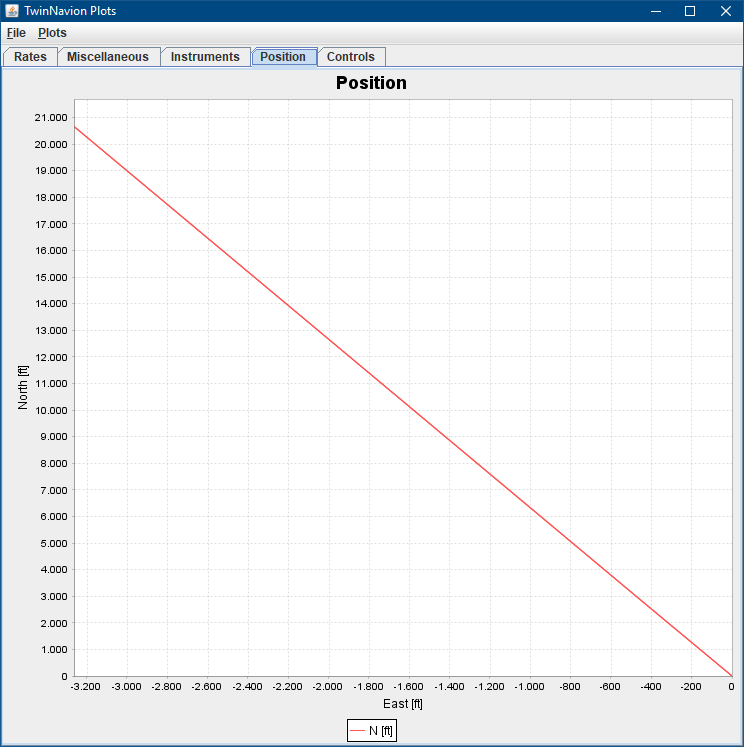 TwinNavion Plots
File Plots
Rates Miscellaneous Instruments Position Controls
Position
21.000
20.000
19.000
18.000
17.000
16.000
15.000
14.000
13.000
12.000
11.000
10.000
9.000
8.000
7.000
6.000
5.000
4.000
3.000
2.000
1.000
0
North [ft]
-3.200 -3.000 -2.800 -2.600 -2.400 -2.200 -2.000 -1.800 -1.600 -1.400 -1.200 -1.000 -800 -600 -400 -200 0
East [ft]
N [ft]